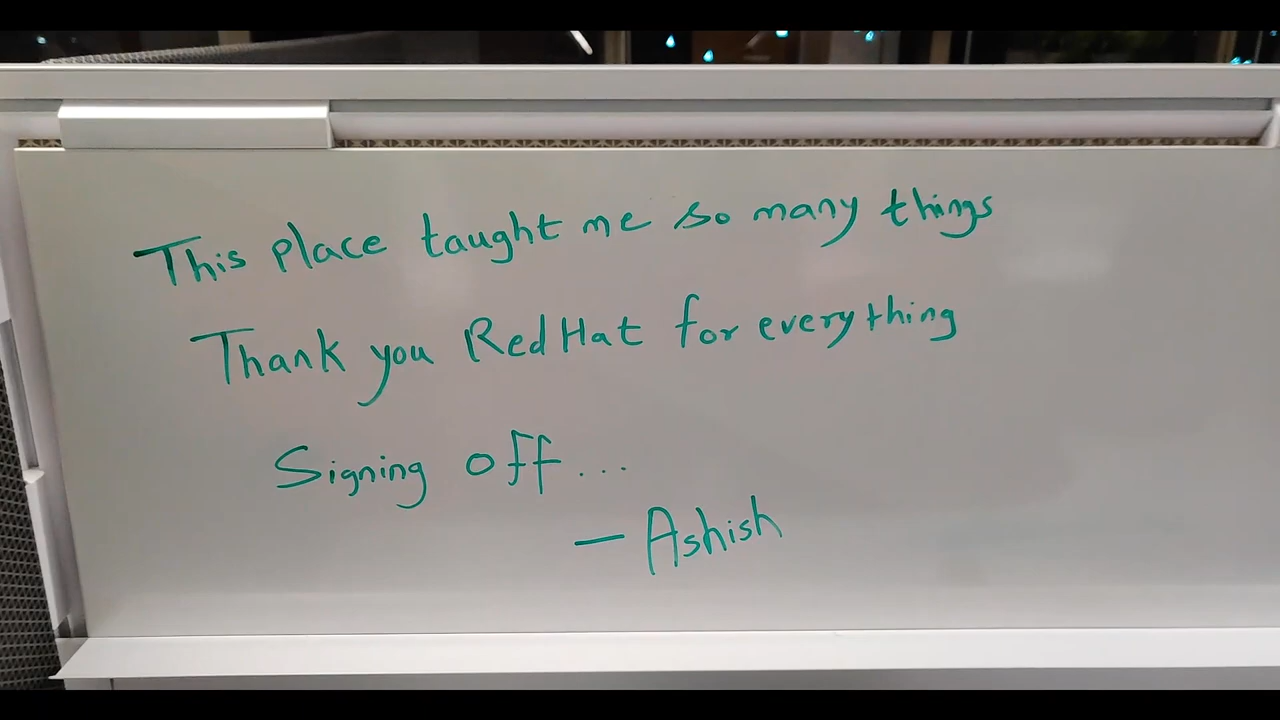 This place taught me so many things
Thank you RedHat for everything
Signing off...
— Ashish